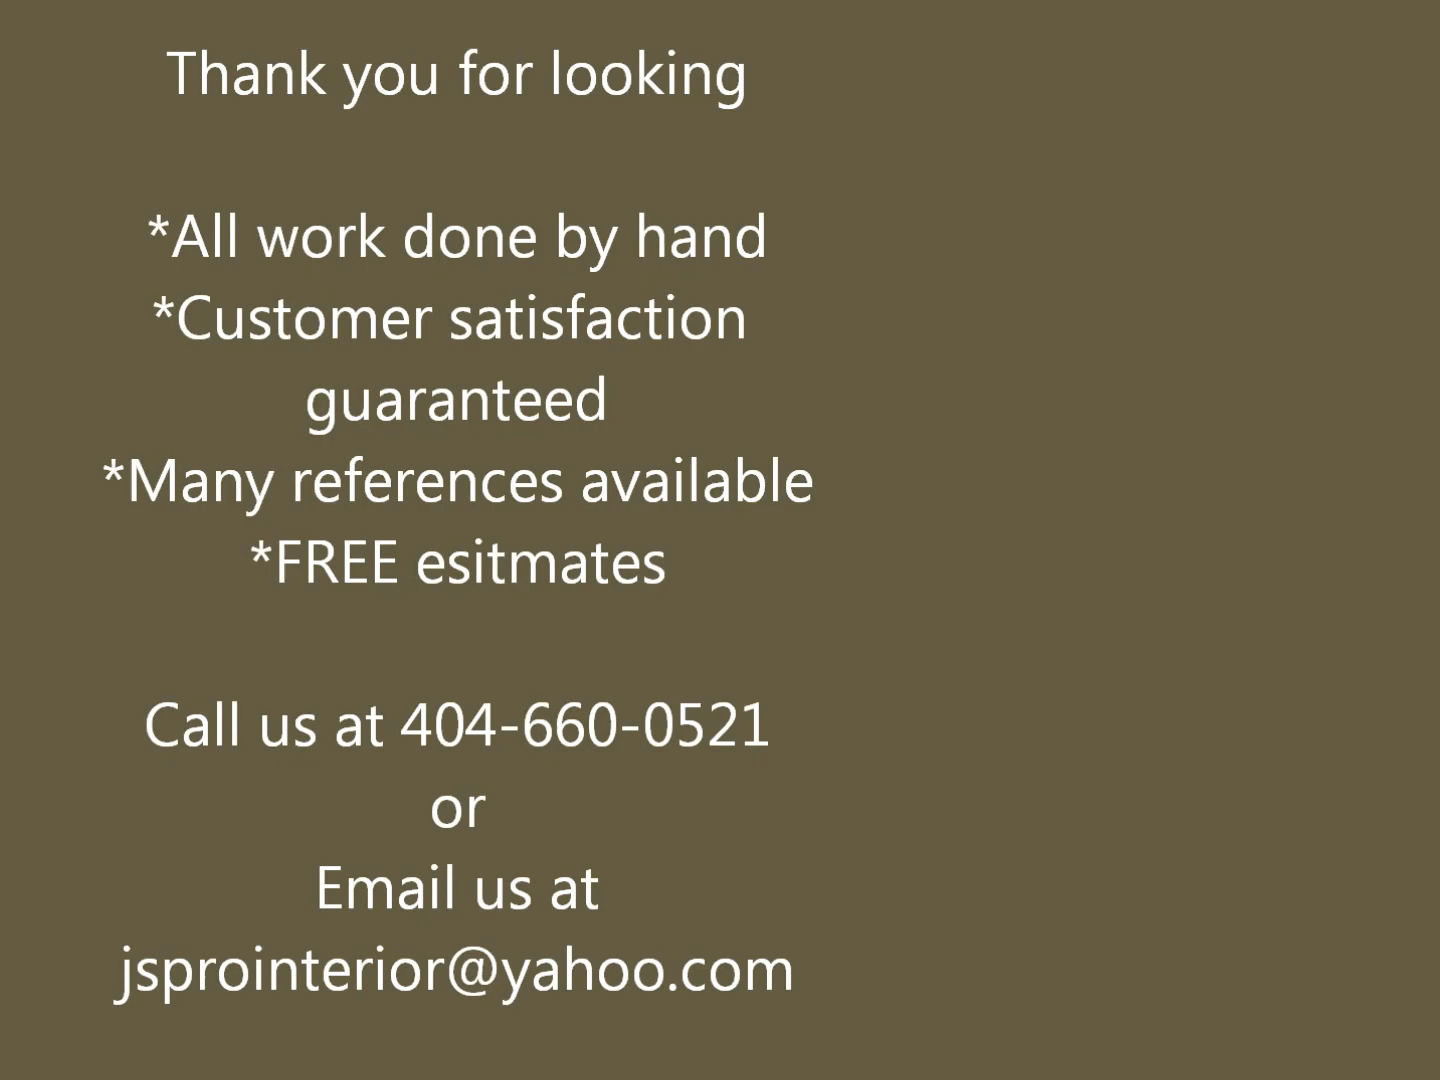 Thank you for looking
*All work done by hand
*Customer satisfaction
guaranteed
*Many references available
*FREE esitmates
Call us at 404-660-0521
or
Email us at
jsprointerior@yahoo.com